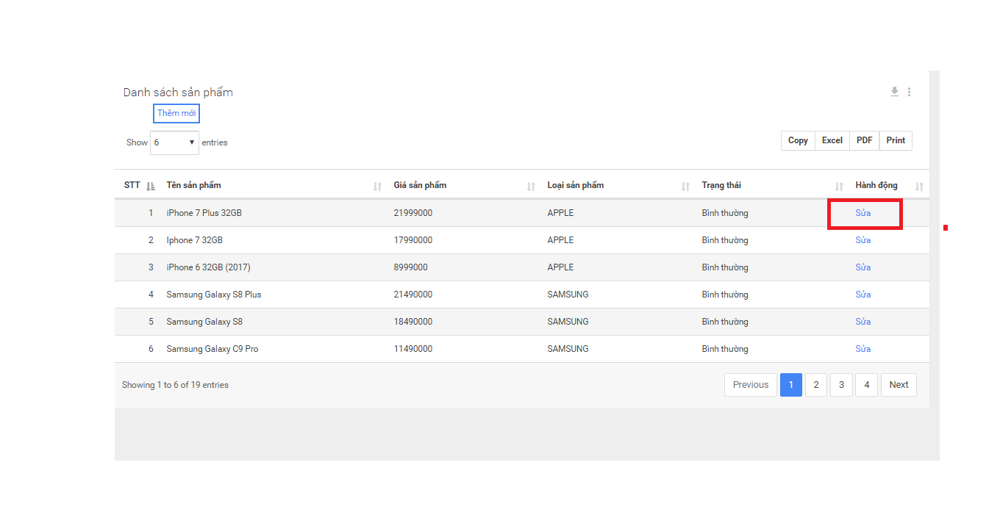 Danh sách sản phẩm
Thêm mới
Show 6 entries
Copy Excel PDF Print
STT Tên sản phẩm Giá sản phẩm Loại sản phẩm Trạng thái Hành động
1 iPhone 7 Plus 32GB 21999000 APPLE Bình thường Sửa
2 Iphone 7 32GB 17990000 APPLE Bình thường Sửa
3 iPhone 6 32GB (2017) 8999000 APPLE Bình thường Sửa
4 Samsung Galaxy S8 Plus 21490000 SAMSUNG Bình thường Sửa
5 Samsung Galaxy S8 18490000 SAMSUNG Bình thường Sửa
6 Samsung Galaxy C9 Pro 11490000 SAMSUNG Bình thường Sửa
Showing 1 to 6 of 19 entries
Previous 1 2 3 4 Next